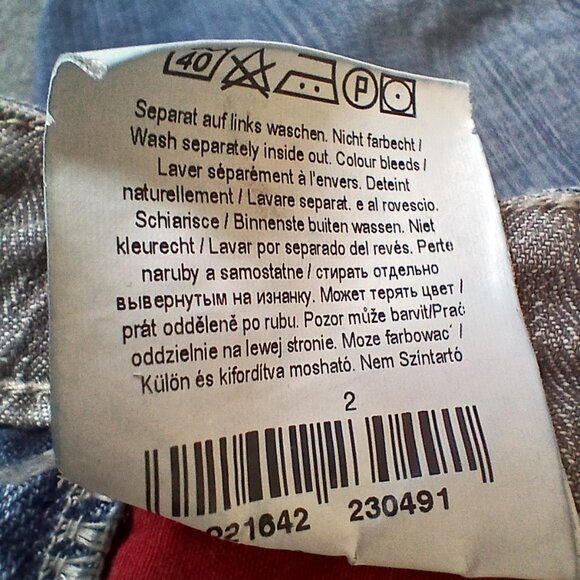 40 P
Separat auf links waschen. Nicht farbecht /
Wash separately inside out. Colour bleeds /
Laver séparément à l'envers. Deteint
naturellement / Lavare separat. e al rovescio.
Schiarisce / Binnenste buiten wassen. Niet
kleurecht / Lavar por separado del revés. Perte
naruby a samostatne / стирать отдельно
вывернутым на изнанку. Может терять цвет /
prát odděleně po rubu. Pozor může barvit/Prać
oddzielnie na lewej stronie. Moze farbowac' /
Külön és kifordítva mosható. Nem Színtartó
2
221642 230491